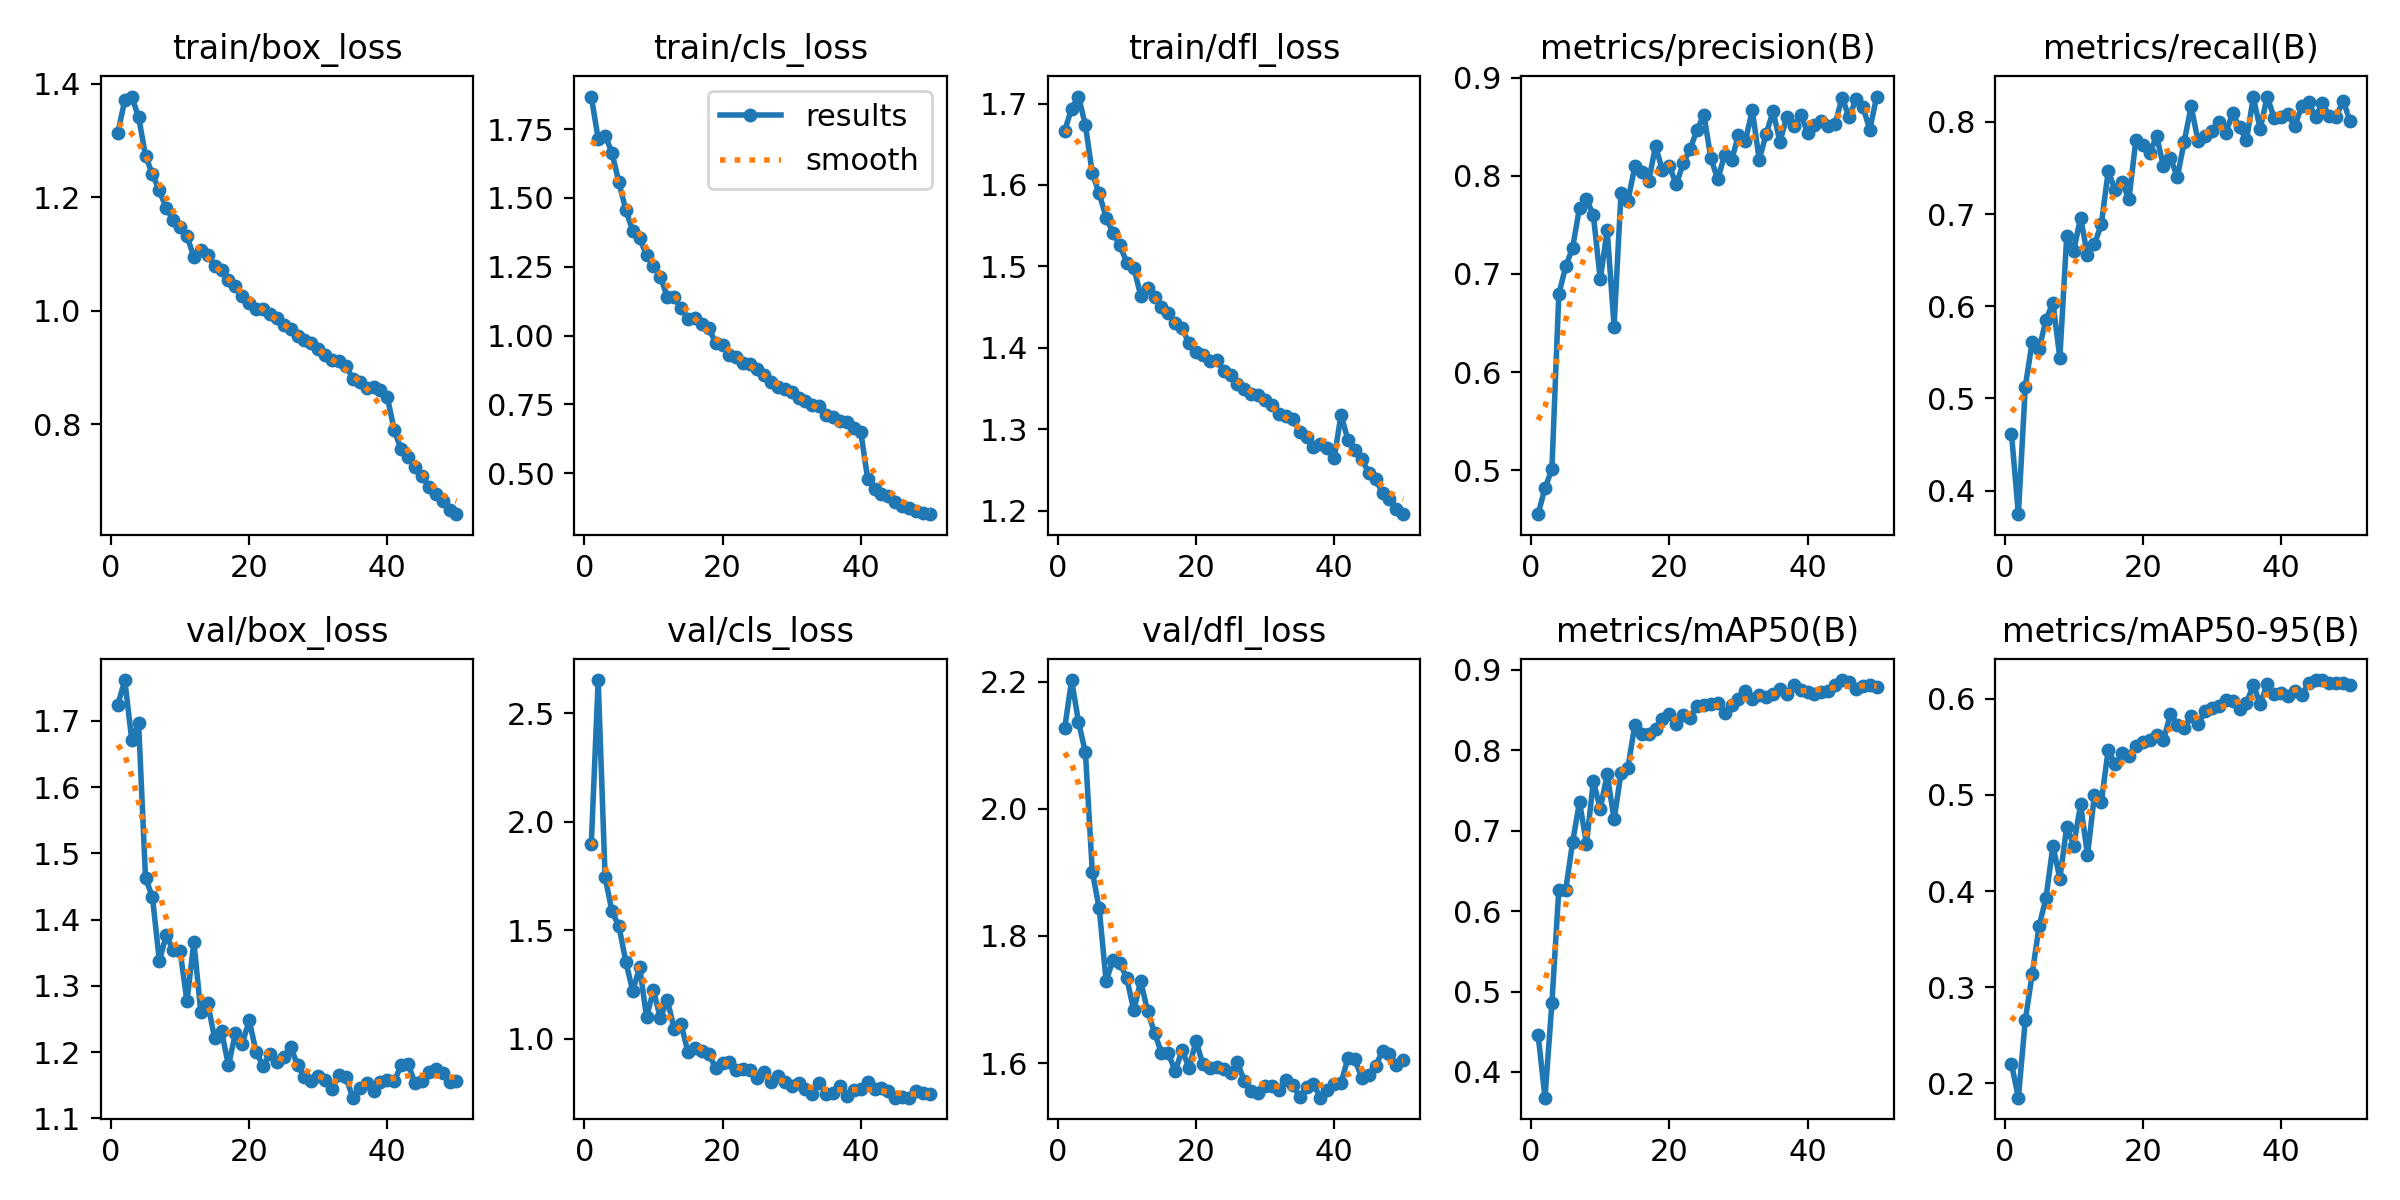 train/box_loss
1.4
1.2
1.0
0.8
0 20 40
train/cls_loss
results
smooth
1.75
1.50
1.25
1.00
0.75
0.50
0 20 40
train/dfl_loss
1.7
1.6
1.5
1.4
1.3
1.2
0 20 40
metrics/precision(B)
0.9
0.8
0.7
0.6
0.5
0 20 40
metrics/recall(B)
0.8
0.7
0.6
0.5
0.4
0 20 40
val/box_loss
1.7
1.6
1.5
1.4
1.3
1.2
1.1
0 20 40
val/cls_loss
2.5
2.0
1.5
1.0
0 20 40
val/dfl_loss
2.2
2.0
1.8
1.6
0 20 40
metrics/mAP50(B)
0.9
0.8
0.7
0.6
0.5
0.4
0 20 40
metrics/mAP50-95(B)
0.6
0.5
0.4
0.3
0.2
0 20 40